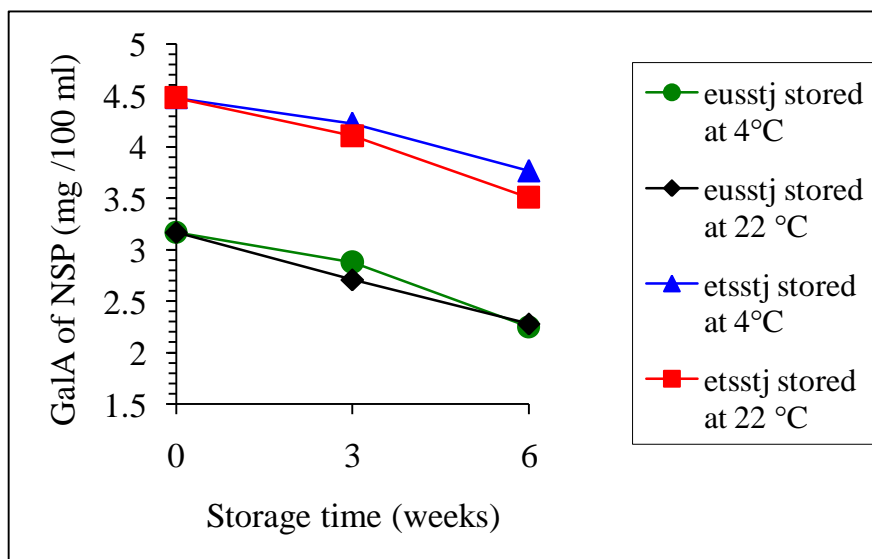 GalA of NSP (mg /100 ml)
5
4.5
4
3.5
3
2.5
2
1.5
0 3 6
Storage time (weeks)
eusstj stored
at 4°C
eusstj stored
at 22 °C
etsstj stored
at 4°C
etsstj stored
at 22 °C